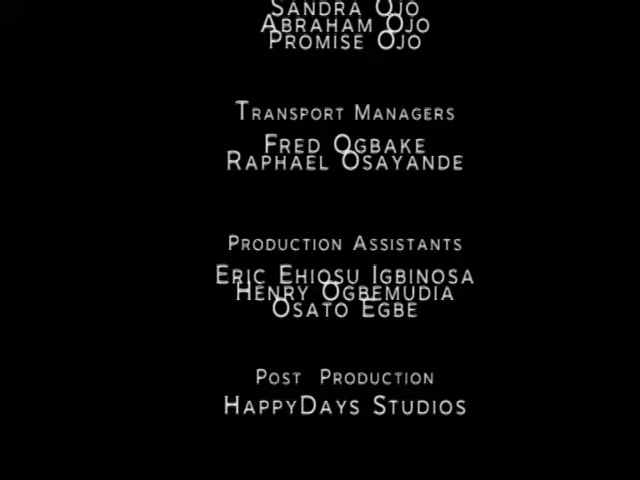 Sandra Ojo
Abraham Ojo
Promise Ojo
Transport Managers
Fred Ogbake
Raphael Osayande
Production Assistants
Eric Ehiosu Igbinosa
Henry Ogbemudia
Osato Egbe
Post Production
HappyDays Studios